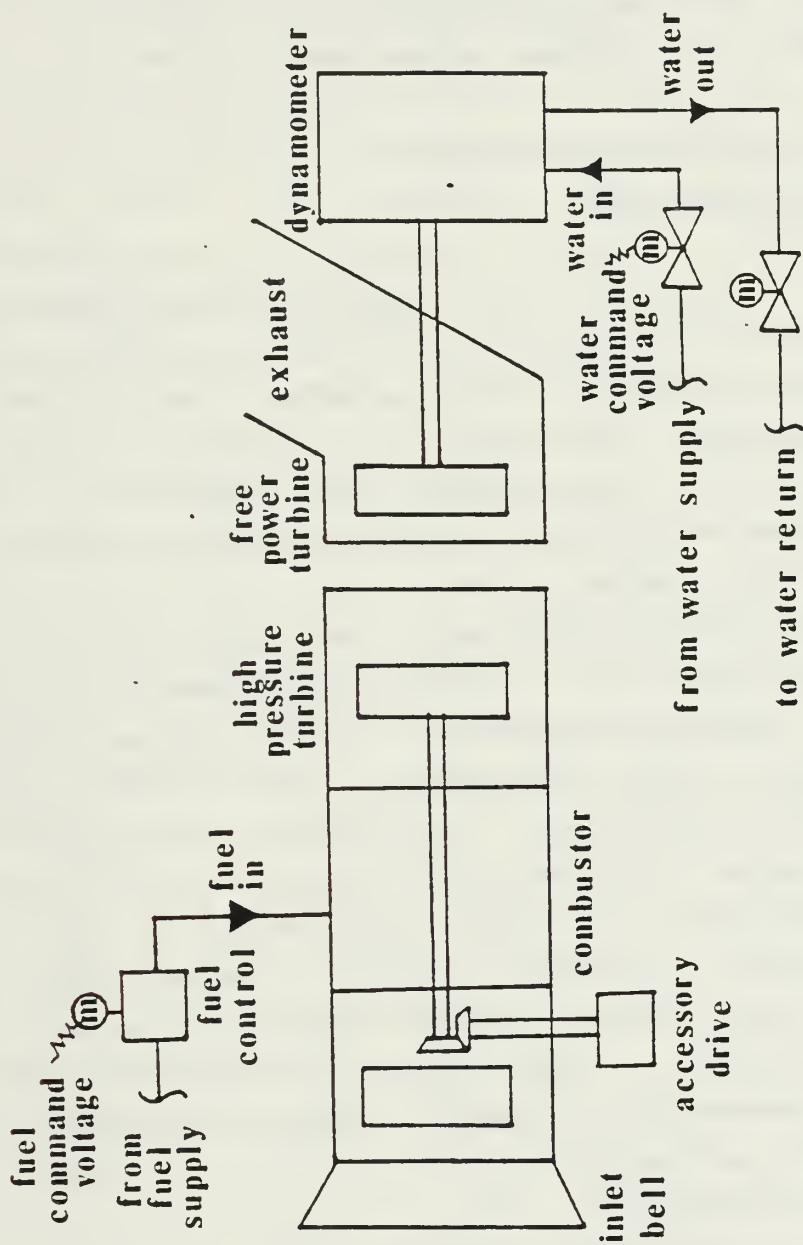 fuel
command
voltage
m
from
fuel
supply
fuel
control
fuel
in
inlet
bell
accessory
drive
combustor
high
pressure
turbine
free
power
turbine
exhaust
dynamometer
water
command
voltage
m
water
in
water
out
m
from water supply
to water return